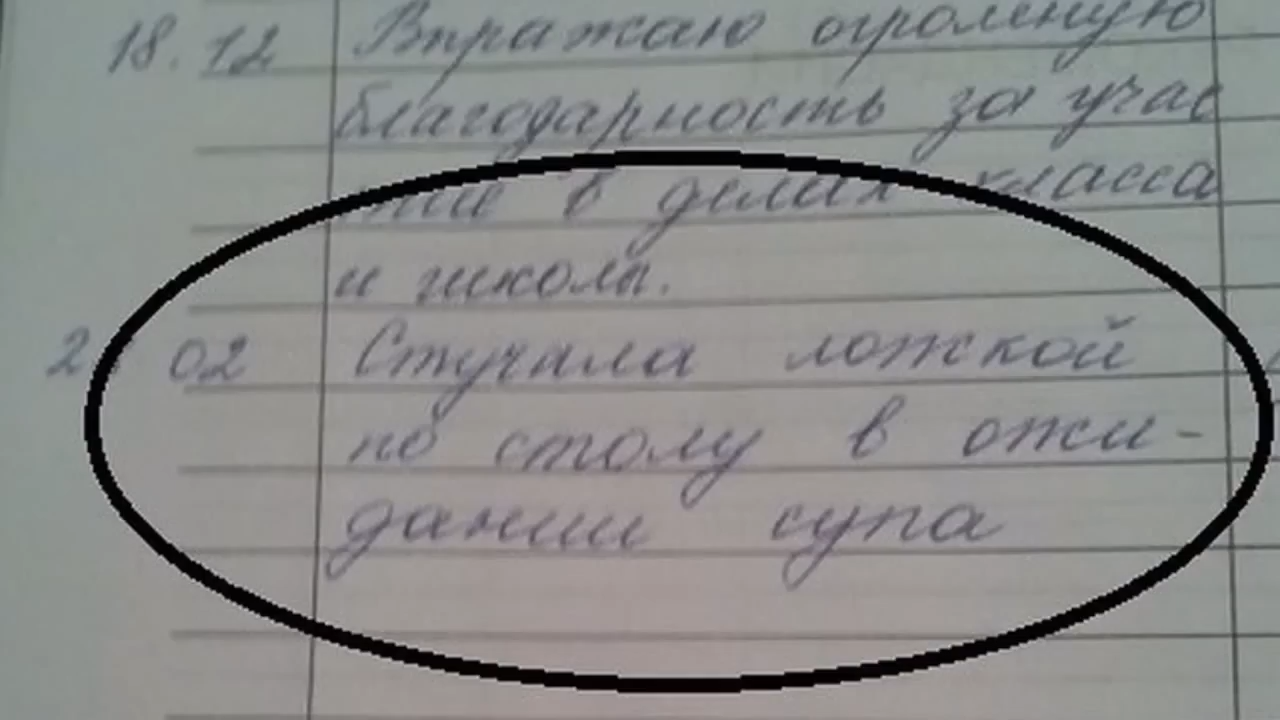 18.12 Выражаю огромную
благодарность за учас
тие в делах класса
и школы.
02 Стучала ложкой
по столу в ожи-
дании супа